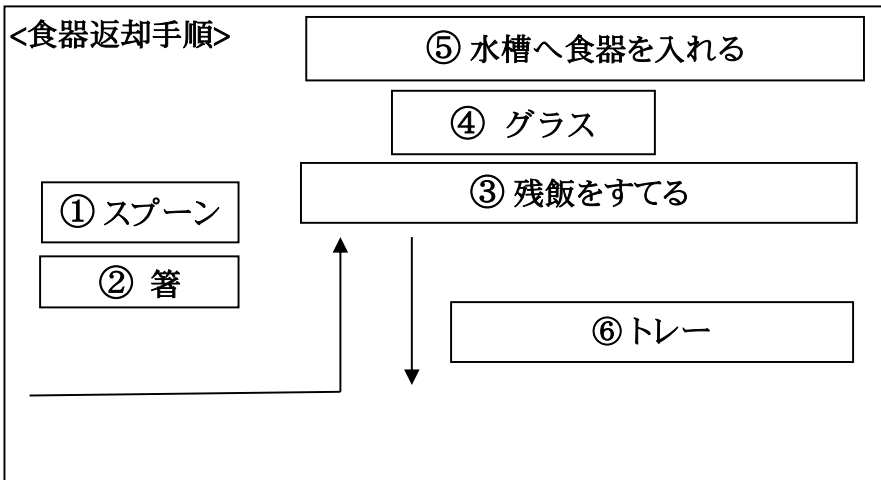 <食器返却手順>
⑤ 水槽へ食器を入れる
④ グラス
③ 残飯をすてる
① スプーン
② 箸
⑥ トレー